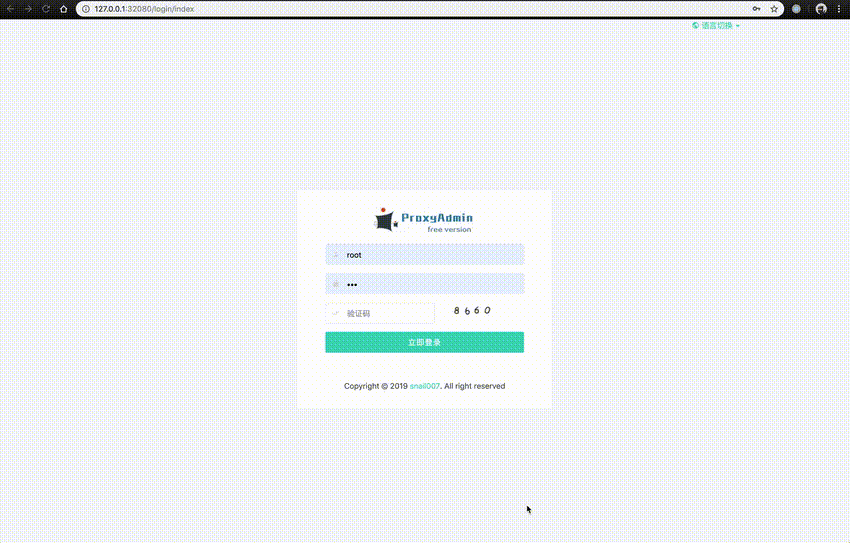 127.0.0.1:32080/login/index
语言切换
ProxyAdmin
free version
root
验证码
8660
立即登录
Copyright © 2019 snail007. All right reserved